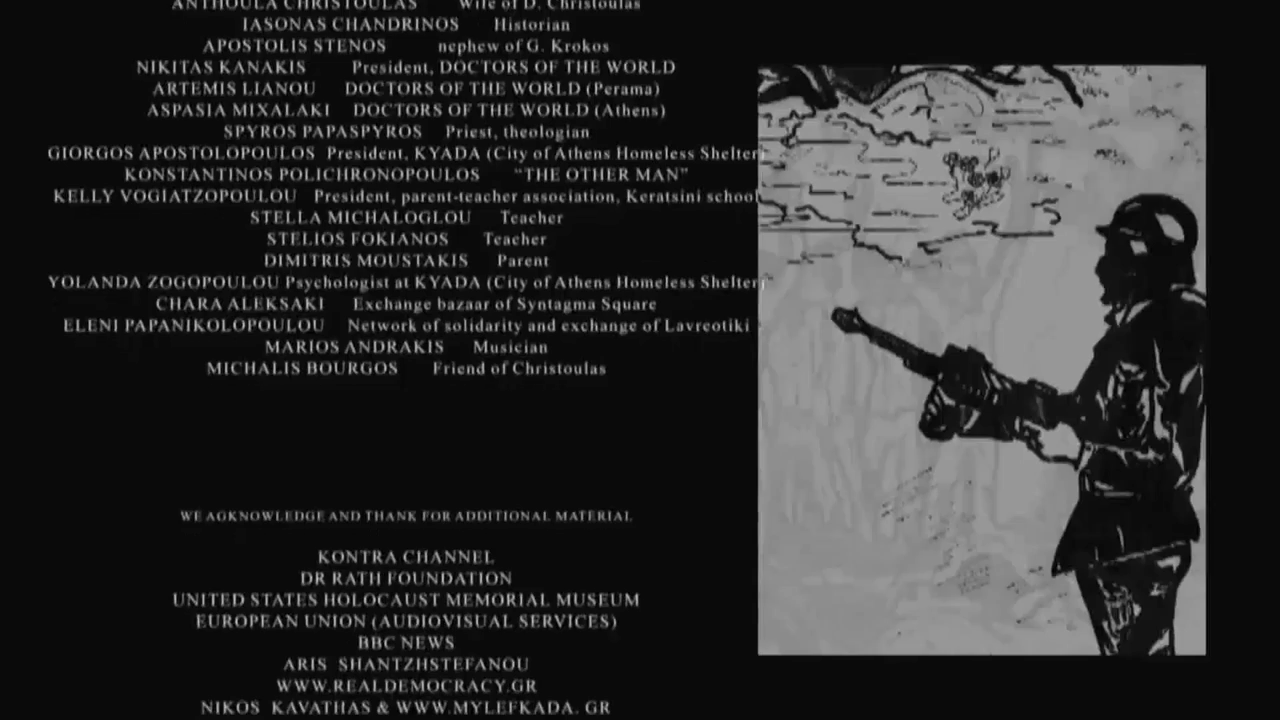 ANTHOULA CHRISTOULAS Wife of D. Christoulas
IASONAS CHANDRINOS Historian
APOSTOLIS STENOS nephew of G. Krokos
NIKITAS KANAKIS President, DOCTORS OF THE WORLD
ARTEMIS LIANOU DOCTORS OF THE WORLD (Perama)
ASPASIA MIXALAKI DOCTORS OF THE WORLD (Athens)
SPYROS PAPASPYROS Priest, theologian
GIORGOS APOSTOLOPOULOS President, KYADA (City of Athens Homeless Shelter)
KONSTANTINOS POLICHRONOPOULOS "THE OTHER MAN"
KELLY VOGIATZOPOULOU President, parent-teacher association, Keratsini school
STELLA MICHALOGLOU Teacher
STELIOS FOKIANOS Teacher
DIMITRIS MOUSTAKIS Parent
YOLANDA ZOGOPOULOU Psychologist at KYADA (City of Athens Homeless Shelter)
CHARA ALEKSAKI Exchange bazaar of Syntagma Square
ELENI PAPANIKOLOPOULOU Network of solidarity and exchange of Lavreotiki
MARIOS ANDRAKIS Musician
MICHALIS BOURGOS Friend of Christoulas
WE AGKNOWLEDGE AND THANK FOR ADDITIONAL MATERIAL
KONTRA CHANNEL
DR RATH FOUNDATION
UNITED STATES HOLOCAUST MEMORIAL MUSEUM
EUROPEAN UNION (AUDIOVISUAL SERVICES)
BBC NEWS
ARIS SHANTZHSTEFANOU
WWW.REALDEMOCRACY.GR
NIKOS KAVATHAS & WWW.MYLEFKADA. GR